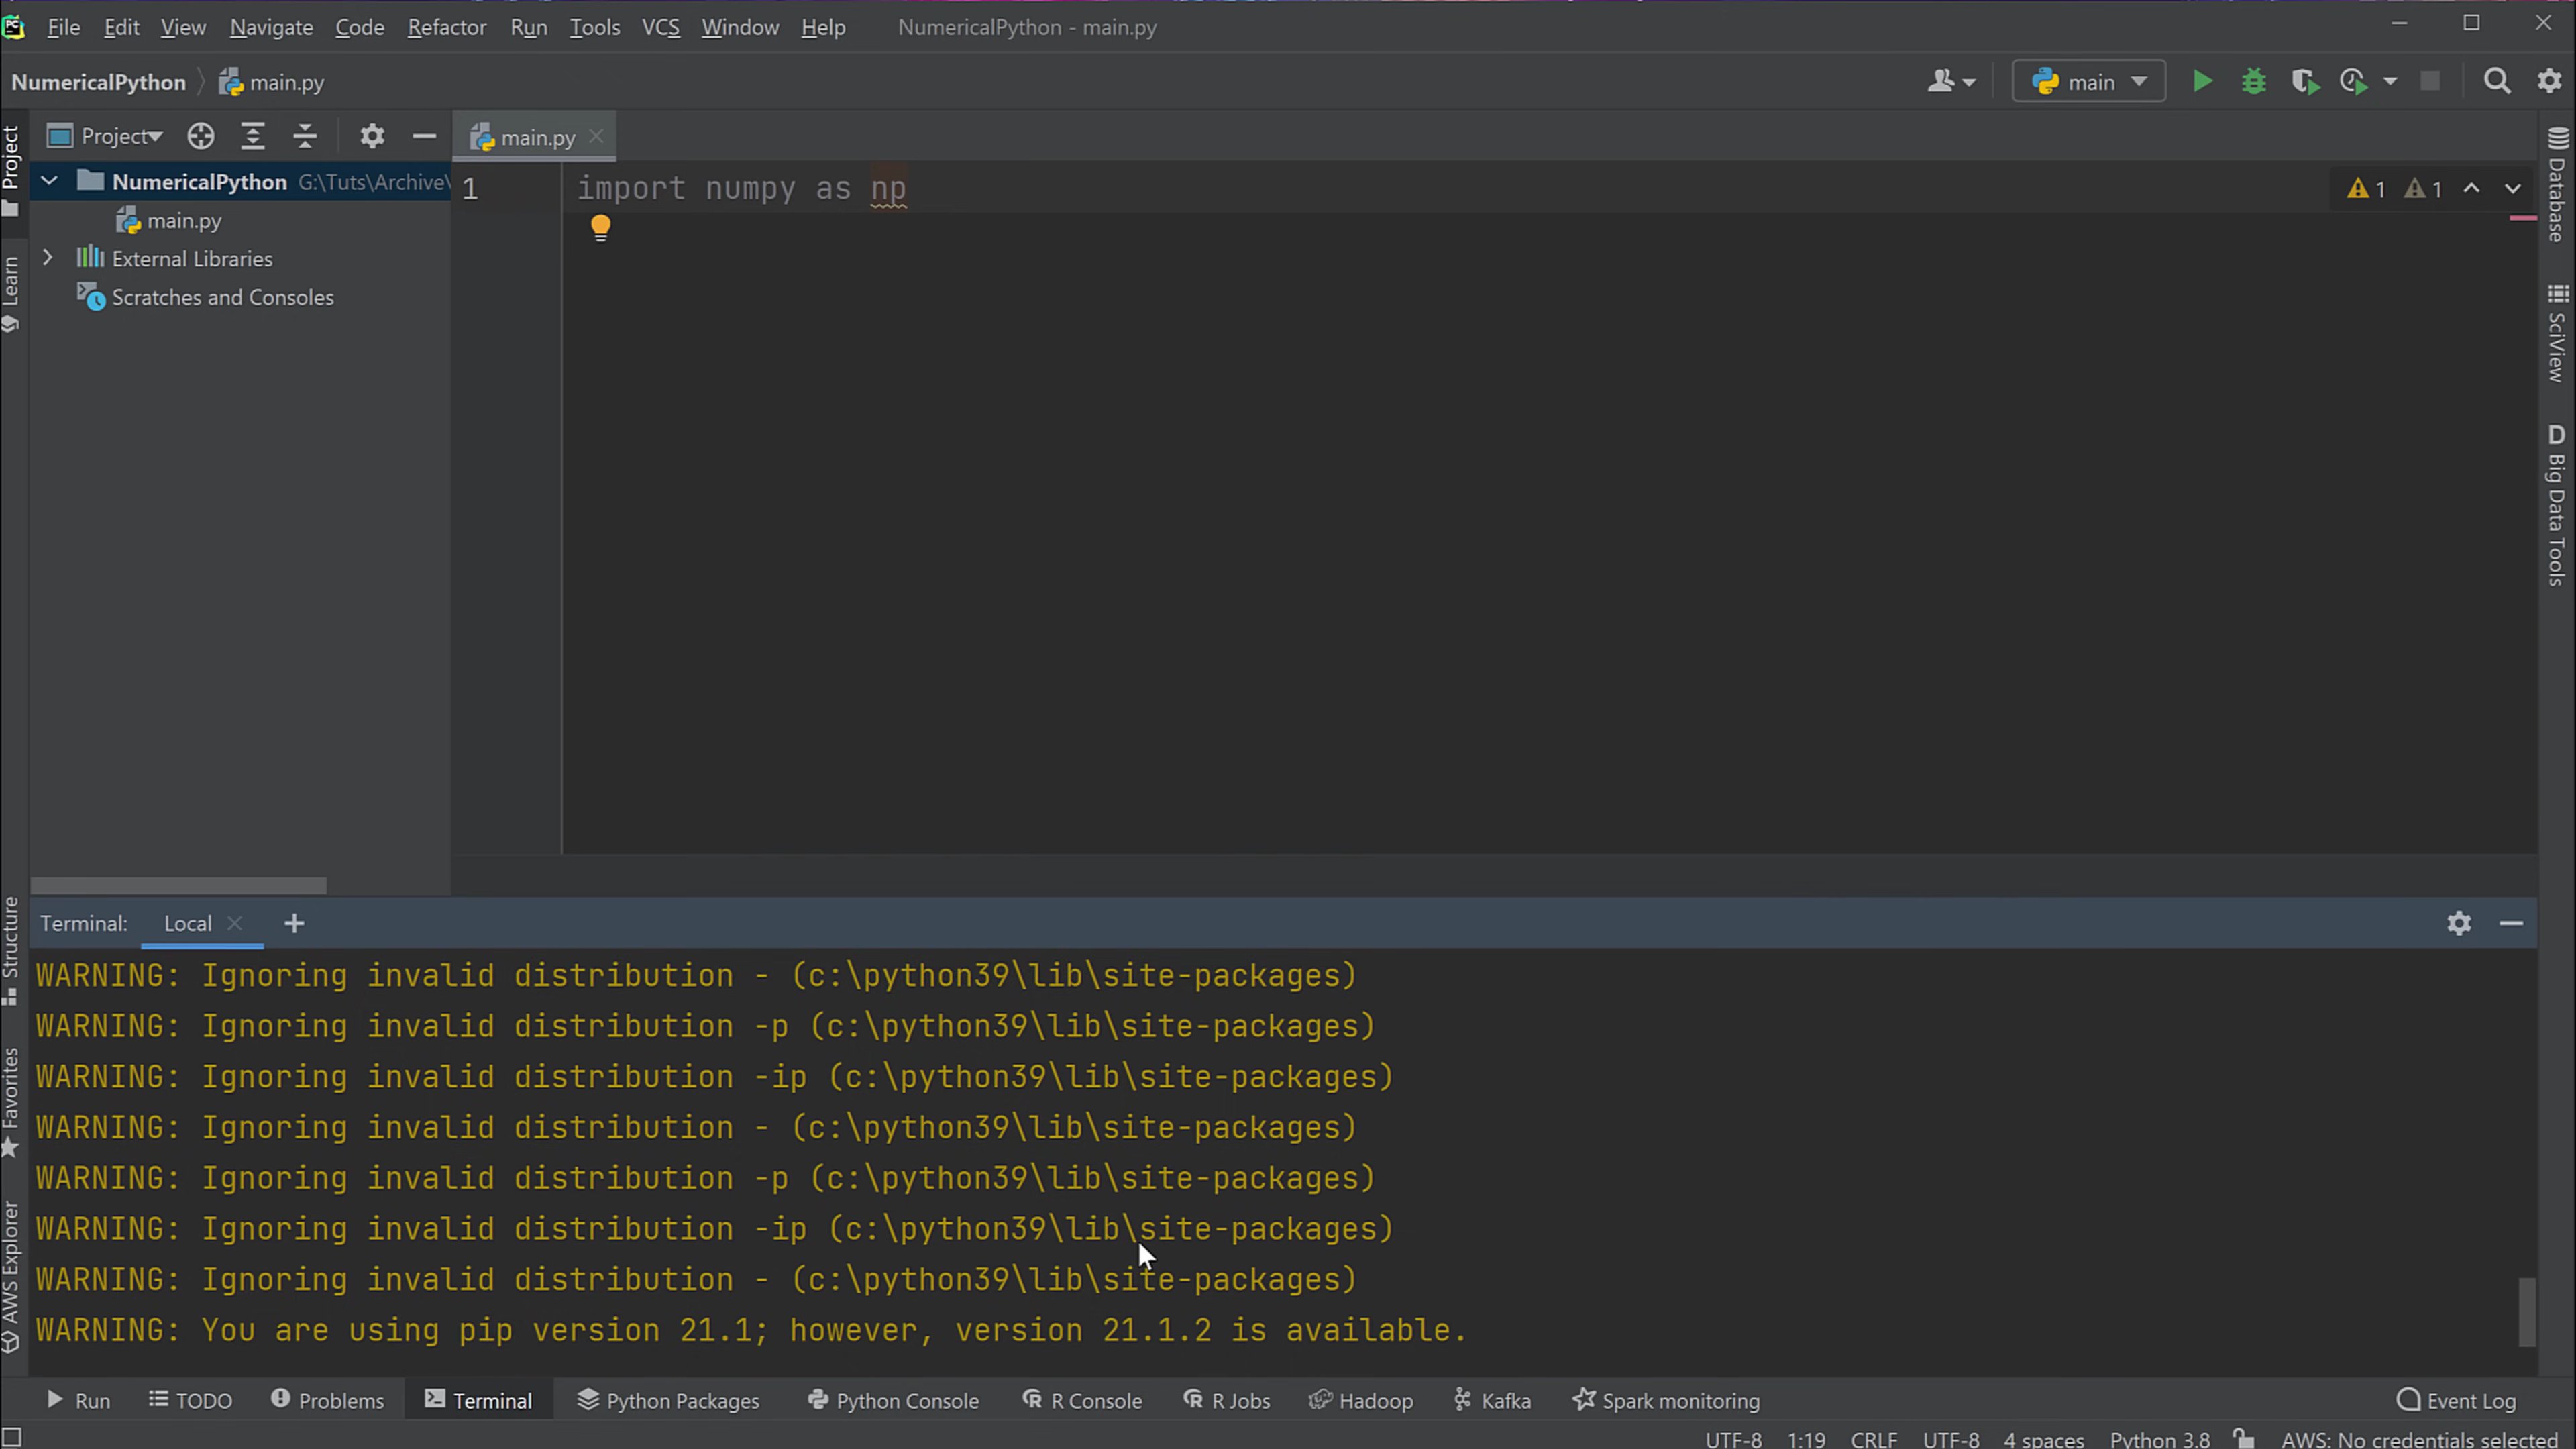 File Edit View Navigate Code Refactor Run Tools VCS Window Help NumericalPython - main.py
NumericalPython main.py main
Project main.py
Project
NumericalPython G:\Tuts\Archive\
main.py
External Libraries
Scratches and Consoles
Learn
1 import numpy as np
1 1
Database
SciView
D Big Data Tools
Terminal: Local
WARNING: Ignoring invalid distribution - (c:\python39\lib\site-packages)
WARNING: Ignoring invalid distribution -p (c:\python39\lib\site-packages)
WARNING: Ignoring invalid distribution -ip (c:\python39\lib\site-packages)
WARNING: Ignoring invalid distribution - (c:\python39\lib\site-packages)
WARNING: Ignoring invalid distribution -p (c:\python39\lib\site-packages)
WARNING: Ignoring invalid distribution -ip (c:\python39\lib\site-packages)
WARNING: Ignoring invalid distribution - (c:\python39\lib\site-packages)
WARNING: You are using pip version 21.1; however, version 21.1.2 is available.
Structure
Favorites
AWS Explorer
Run TODO Problems Terminal Python Packages Python Console R Console R Jobs Hadoop Kafka Spark monitoring Event Log
UTF-8 1:19 CRLF UTF-8 4 spaces Python 3.8 AWS: No credentials selected